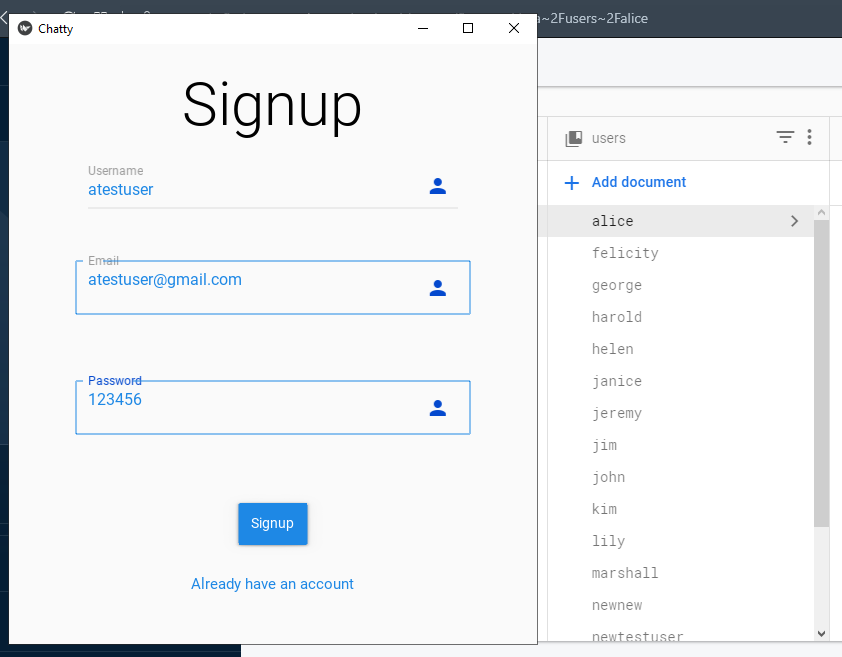 Chatty
a~2Fusers~2Falice
Signup
Username
atestuser
Email
atestuser@gmail.com
Password
123456
Signup
Already have an account
users
Add document
alice
felicity
george
harold
helen
janice
jeremy
jim
john
kim
lily
marshall
newnew
newtestuser